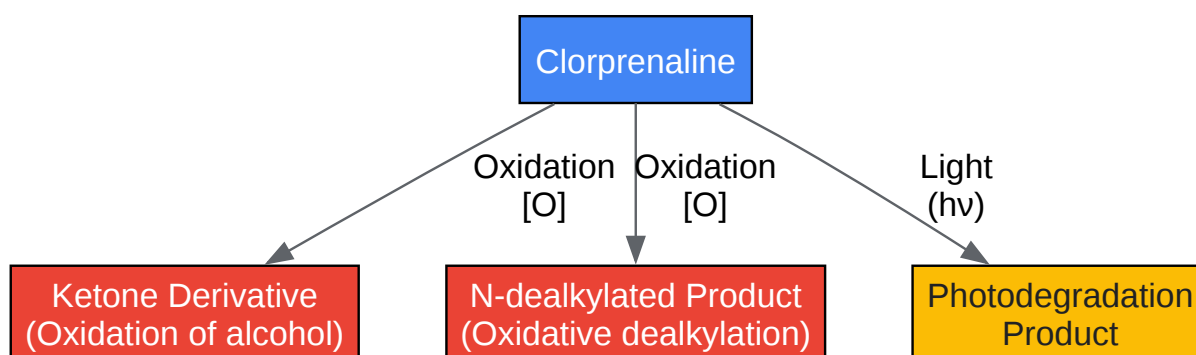 Clorprenaline
Oxidation
[O]
Oxidation
[O]
Light
(hν)
Ketone Derivative
(Oxidation of alcohol)
N-dealkylated Product
(Oxidative dealkylation)
Photodegradation
Product